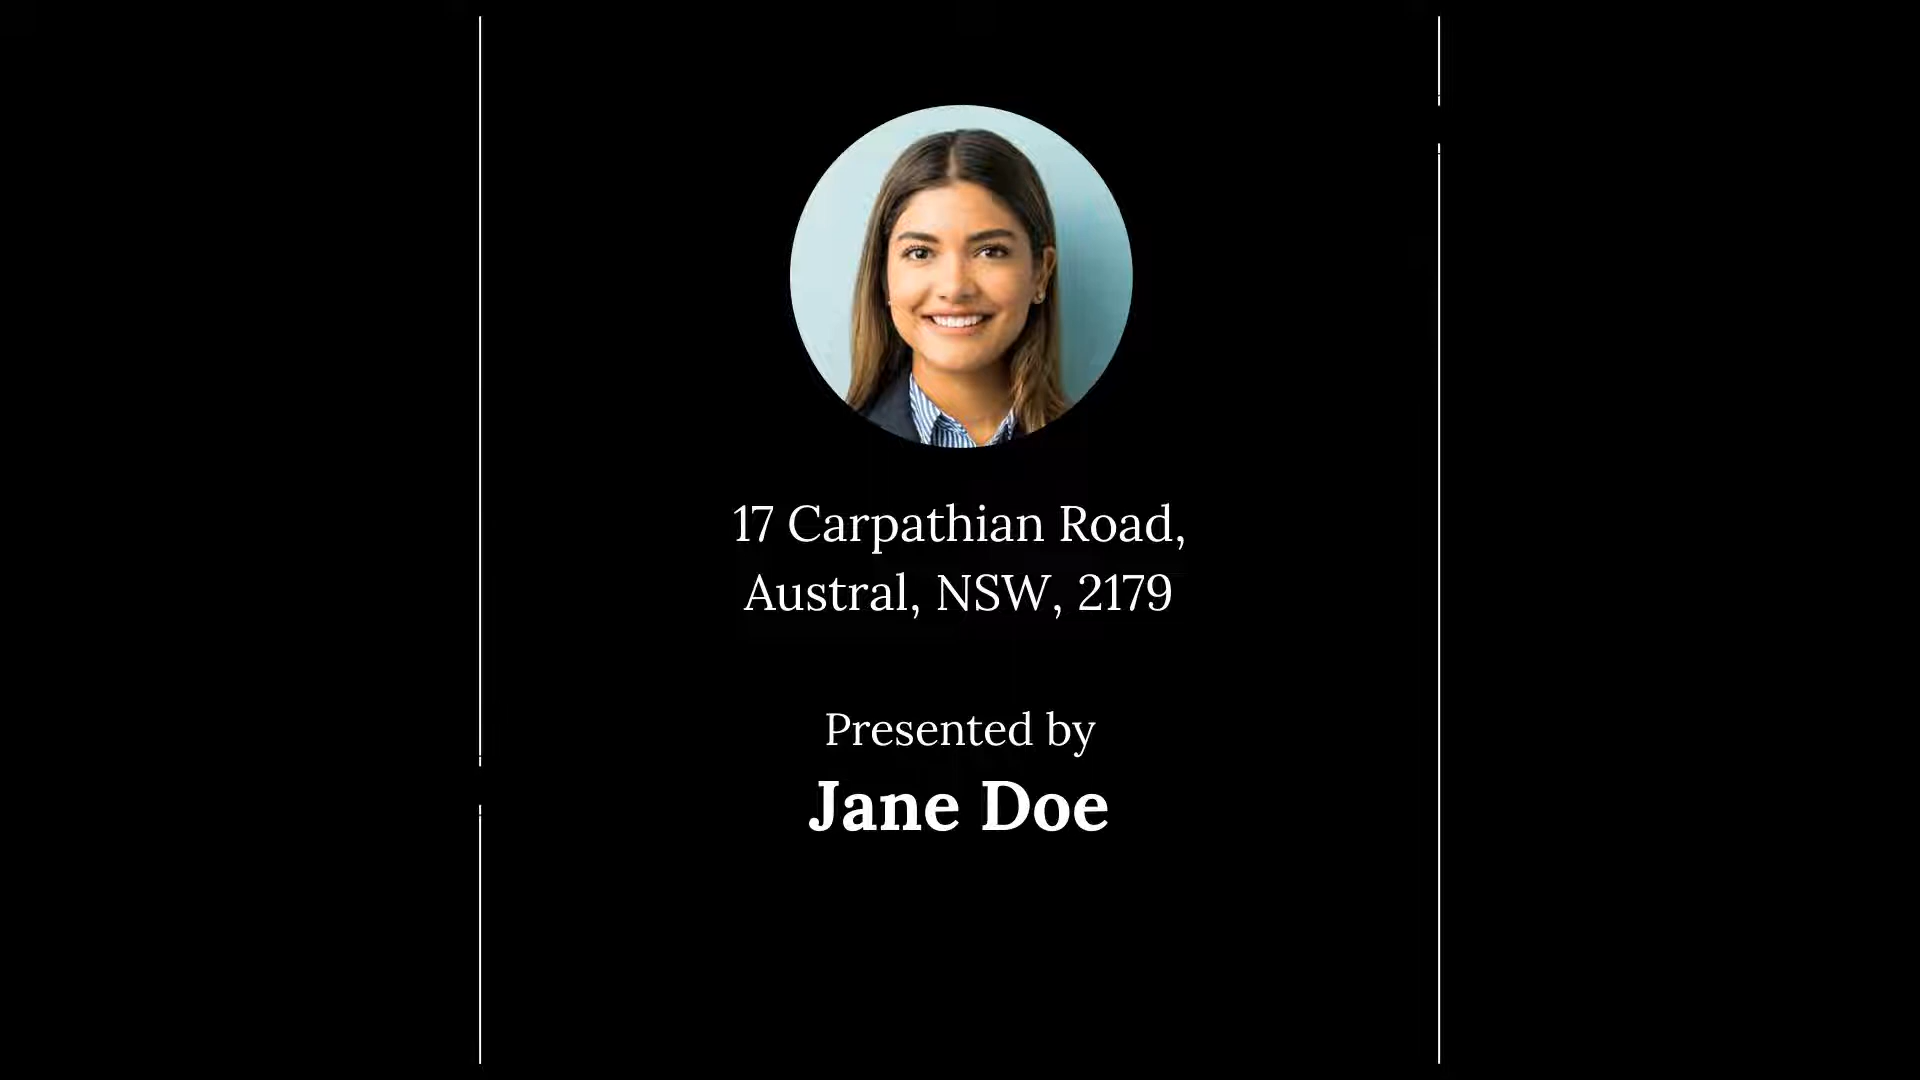 17 Carpathian Road,
Austral, NSW, 2179
Presented by
Jane Doe